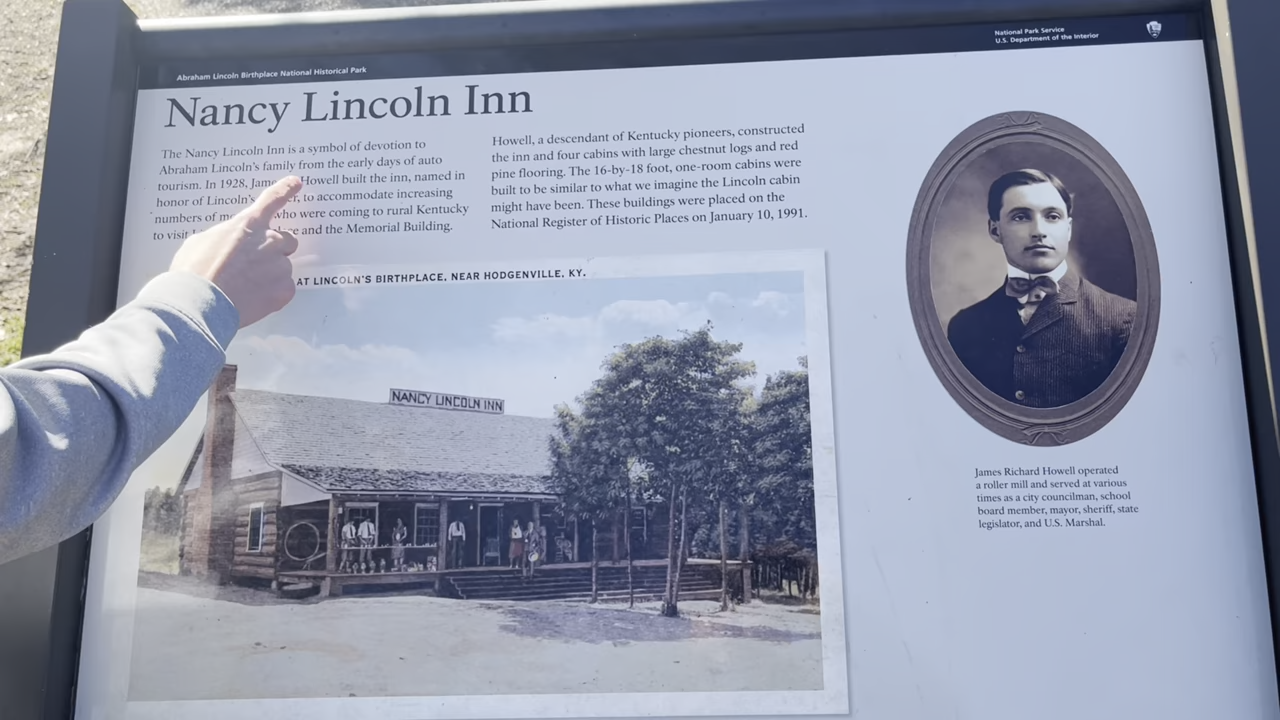 Abraham Lincoln Birthplace National Historical Park
National Park Service
U.S. Department of the Interior
Nancy Lincoln Inn
The Nancy Lincoln Inn is a symbol of devotion to
Abraham Lincoln's family from the early days of auto
tourism. In 1928, Howell built the inn, named in
honor of Lincoln's to accommodate increasing
numbers of who were coming to rural Kentucky
to visit and the Memorial Building.
Howell, a descendant of Kentucky pioneers, constructed
the inn and four cabins with large chestnut logs and red
pine flooring. The 16-by-18 foot, one-room cabins were
built to be similar to what we imagine the Lincoln cabin
might have been. These buildings were placed on the
National Register of Historic Places on January 10, 1991.
AT LINCOLN'S BIRTHPLACE, NEAR HODGENVILLE, KY.
NANCY LINCOLN INN
James Richard Howell operated
a roller mill and served at various
times as a city councilman, school
board member, mayor, sheriff, state
legislator, and U.S. Marshal.